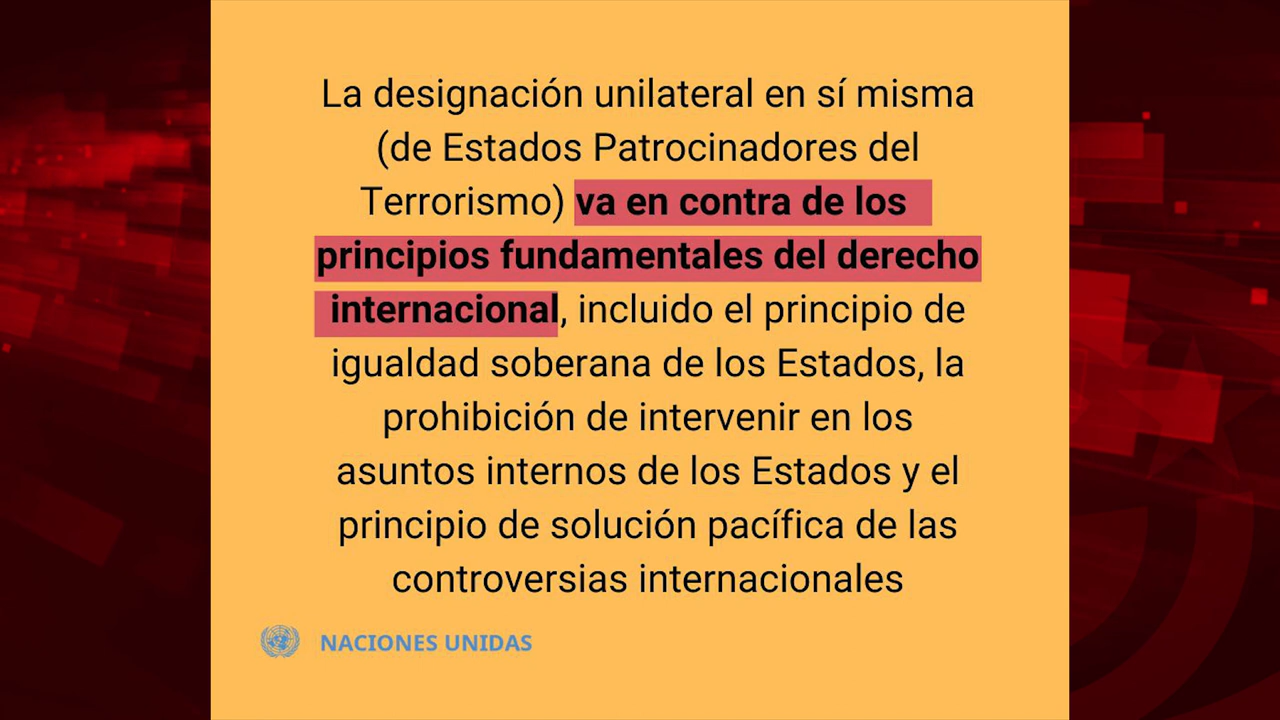 La designación unilateral en sí misma
(de Estados Patrocinadores del
Terrorismo) va en contra de los
principios fundamentales del derecho
internacional, incluido el principio de
igualdad soberana de los Estados, la
prohibición de intervenir en los
asuntos internos de los Estados y el
principio de solución pacífica de las
controversias internacionales
NACIONES UNIDAS